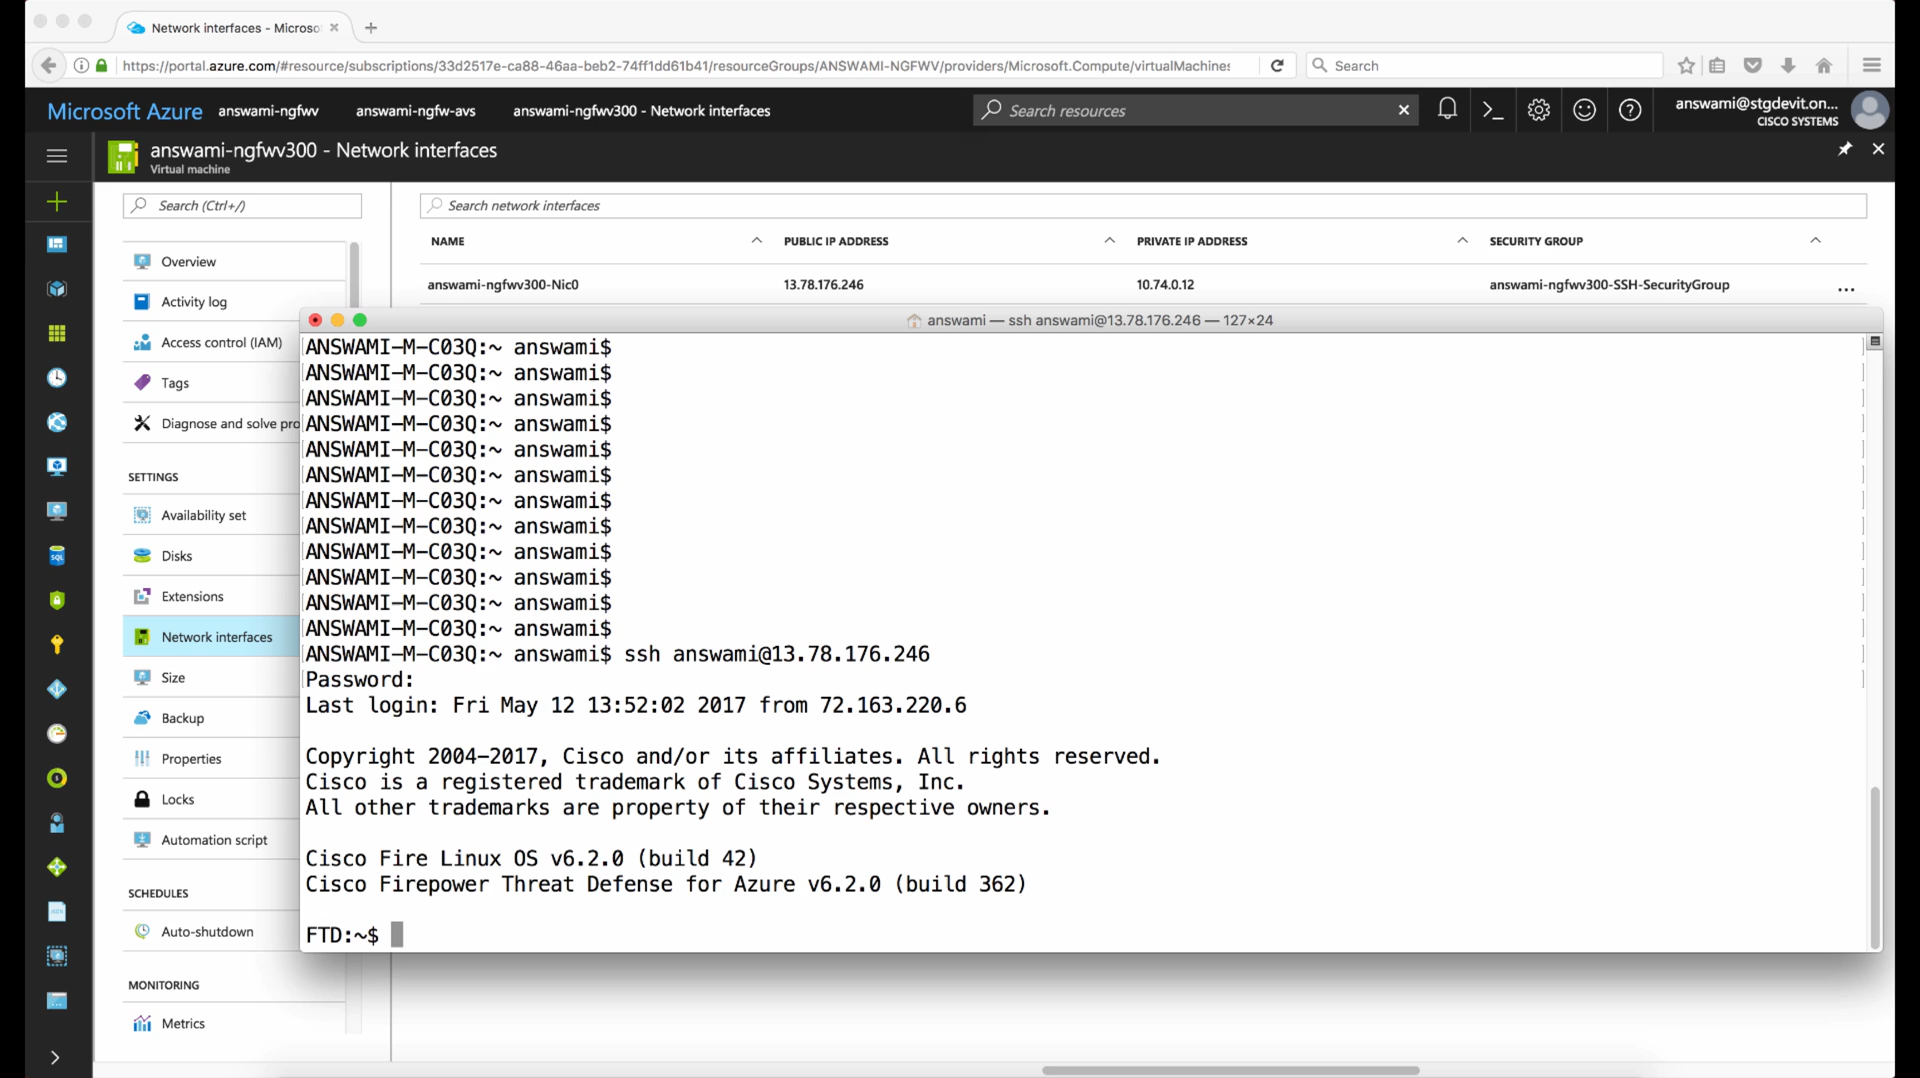 Network interfaces - Microso
https://portal.azure.com/#resource/subscriptions/33d2517e-ca88-46aa-beb2-74ff1dd61b41/resourceGroups/ANSWAMI-NGFWV/providers/Microsoft.Compute/virtualMachines
Search
Microsoft Azure answami-ngfwv answami-ngfw-avs answami-ngfwv300 - Network interfaces
Search resources
answami@stgdevit.on...
CISCO SYSTEMS
answami-ngfwv300 - Network interfaces
Virtual machine
Search (Ctrl+/)
Search network interfaces
NAME PUBLIC IP ADDRESS PRIVATE IP ADDRESS SECURITY GROUP
answami-ngfwv300-Nic0 13.78.176.246 10.74.0.12 answami-ngfwv300-SSH-SecurityGroup ...
Overview
Activity log
Access control (IAM)
Tags
Diagnose and solve pro
SETTINGS
Availability set
Disks
Extensions
Network interfaces
Size
Backup
Properties
Locks
Automation script
SCHEDULES
Auto-shutdown
MONITORING
Metrics
answami — ssh answami@13.78.176.246 — 127×24
ANSWAMI-M-C03Q:~ answami$
ANSWAMI-M-C03Q:~ answami$
ANSWAMI-M-C03Q:~ answami$
ANSWAMI-M-C03Q:~ answami$
ANSWAMI-M-C03Q:~ answami$
ANSWAMI-M-C03Q:~ answami$
ANSWAMI-M-C03Q:~ answami$
ANSWAMI-M-C03Q:~ answami$
ANSWAMI-M-C03Q:~ answami$
ANSWAMI-M-C03Q:~ answami$
ANSWAMI-M-C03Q:~ answami$
ANSWAMI-M-C03Q:~ answami$
ANSWAMI-M-C03Q:~ answami$ ssh answami@13.78.176.246
Password:
Last login: Fri May 12 13:52:02 2017 from 72.163.220.6
Copyright 2004-2017, Cisco and/or its affiliates. All rights reserved.
Cisco is a registered trademark of Cisco Systems, Inc.
All other trademarks are property of their respective owners.
Cisco Fire Linux OS v6.2.0 (build 42)
Cisco Firepower Threat Defense for Azure v6.2.0 (build 362)
FTD:~$